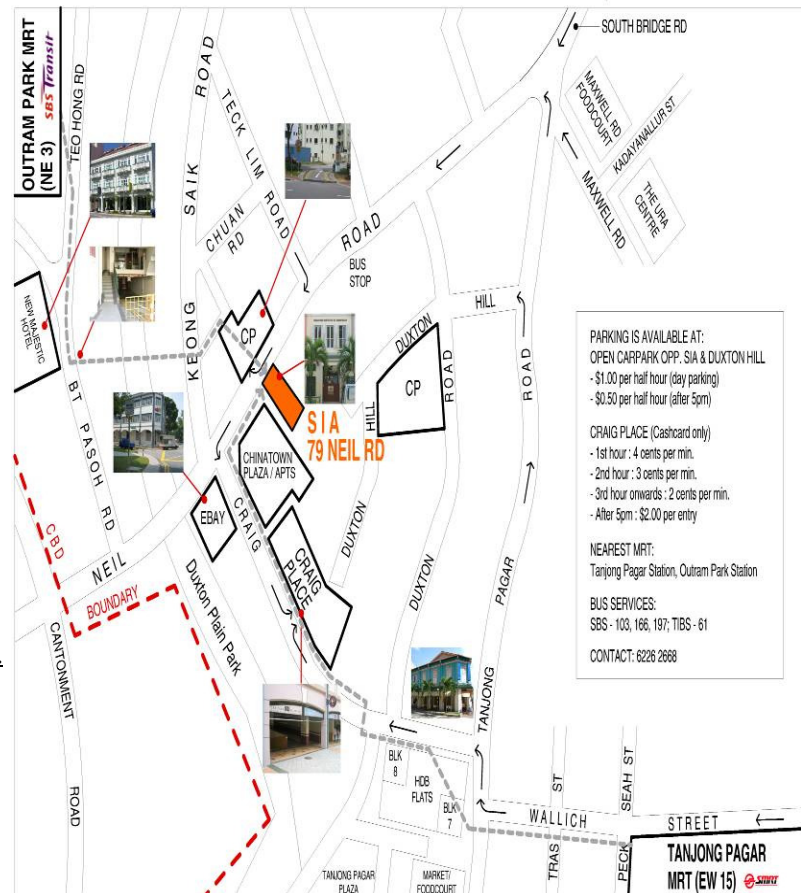 SOUTH BRIDGE RD
OUTRAM PARK MRT
(NE 3)
SBS Transit
TEO HONG RD
KEONG SAIK ROAD
TECK LIM ROAD
CHUAN
RD
ROAD
BUS
STOP
MAXWELL RD
FOODCOURT
KADAYANALLUR ST
MAXWELL RD
THE URA
CENTRE
NEW MAJESTIC
HOTEL
BT PASOH RD
CP
DUXTON
HILL
CP
HILL
ROAD
ROAD
S I A
79 NEIL RD
CHINATOWN
PLAZA / APTS
EBAY
CRAIG
CRAIG
PLACE
DUXTON
DUXTON
PAGAR
TANJONG
NEIL
CBD
BOUNDARY
CANTONMENT
ROAD
Duxton Plain Park
PARKING IS AVAILABLE AT:
OPEN CARPARK OPP. SIA & DUXTON HILL
- $1.00 per half hour (day parking)
- $0.50 per half hour (after 5pm)
CRAIG PLACE (Cashcard only)
- 1st hour : 4 cents per min.
- 2nd hour : 3 cents per min.
- 3rd hour onwards : 2 cents per min.
- After 5pm : $2.00 per entry
NEAREST MRT:
Tanjong Pagar Station, Outram Park Station
BUS SERVICES:
SBS - 103, 166, 197; TIBS - 61
CONTACT: 6226 2668
BLK
8
HDB
FLATS
BLK
7
TRAS ST
PECK SEAH ST
WALLICH STREET
TANJONG PAGAR
PLAZA
MARKET/
FOODCOURT
TANJONG PAGAR
MRT (EW 15)
SMRT